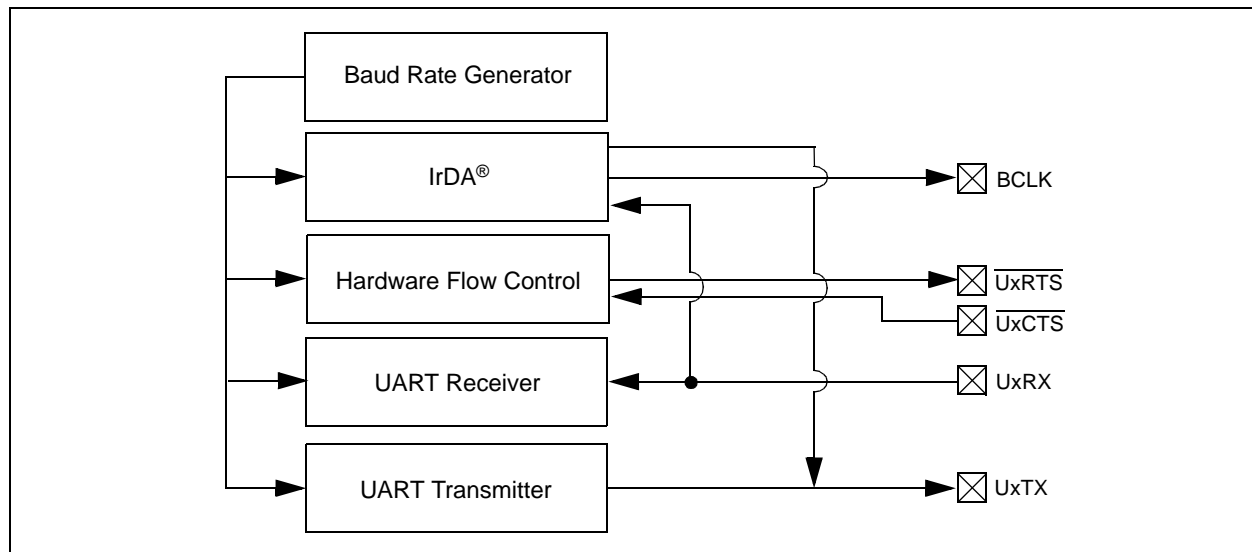 Baud Rate Generator
IrDA®
BCLK
Hardware Flow Control
UxRTS
UxCTS
UART Receiver
UxRX
UART Transmitter
UxTX